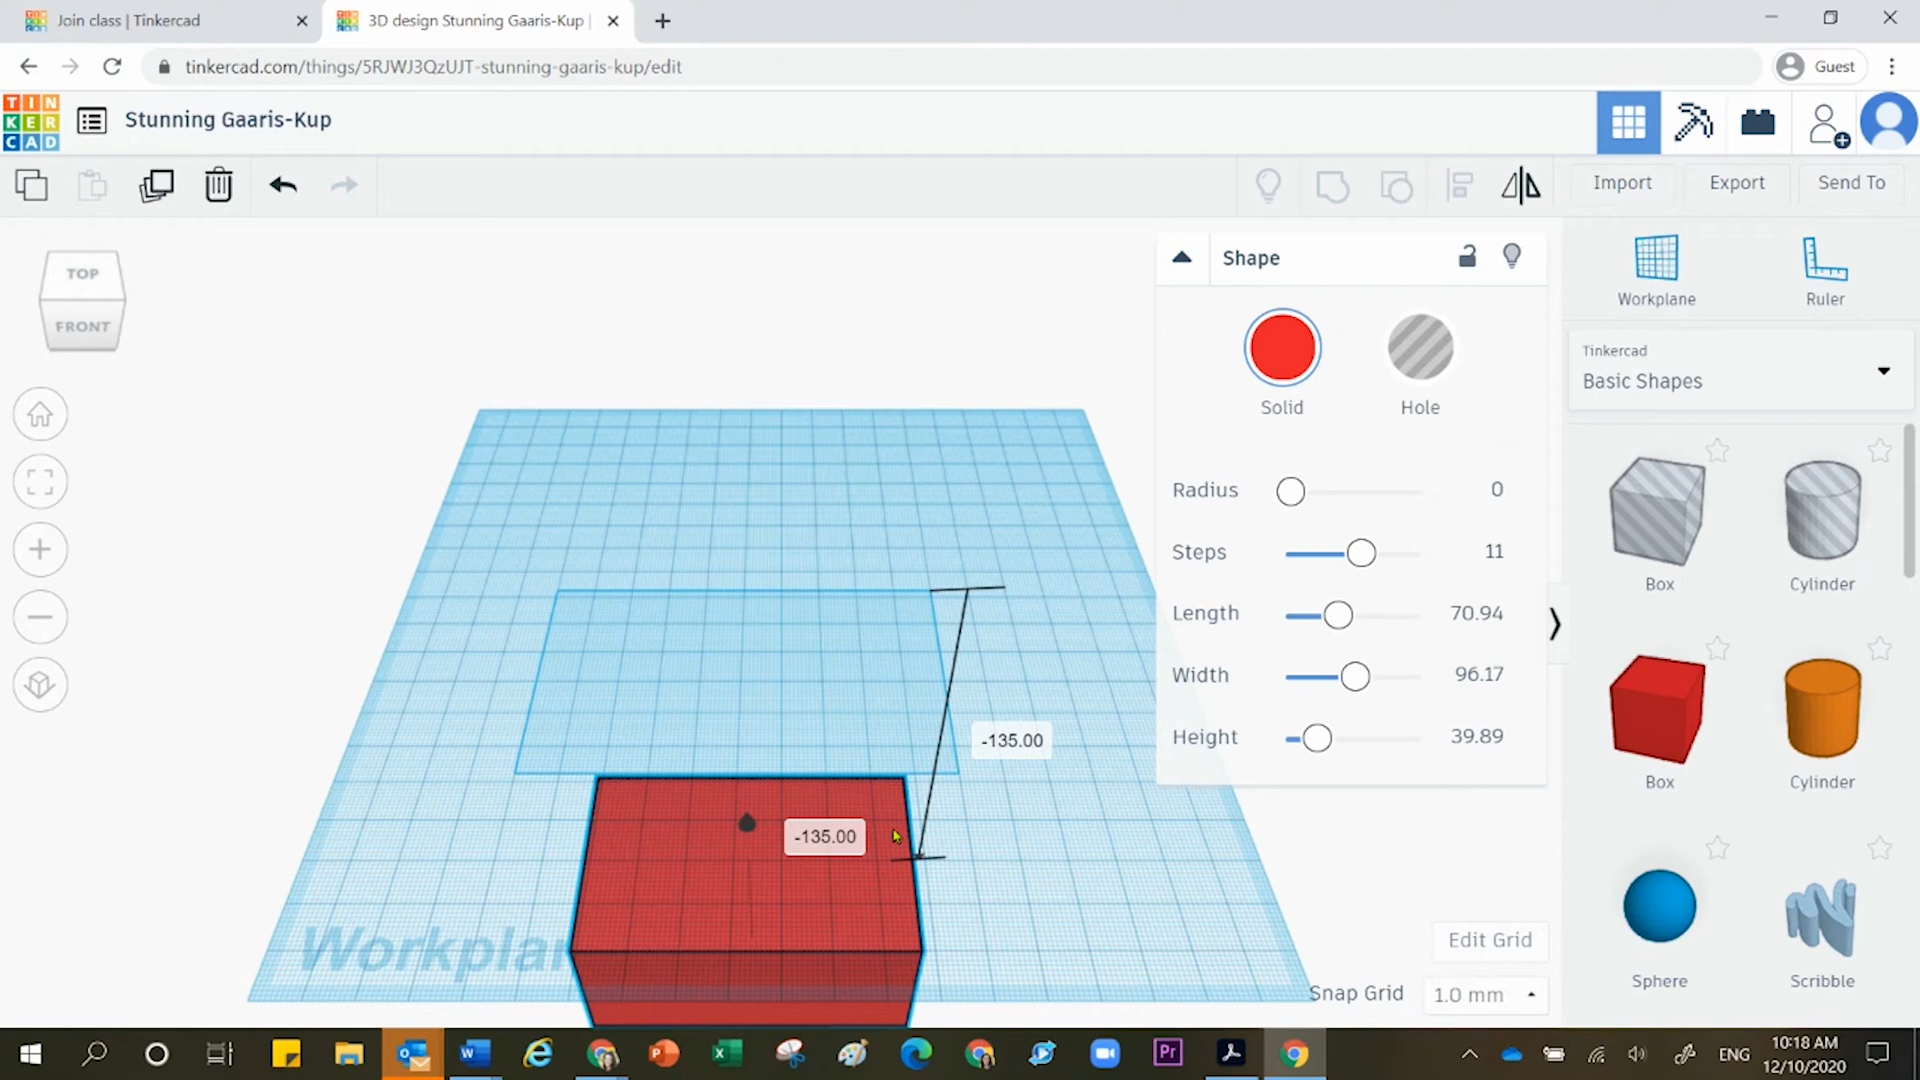 Join class | Tinkercad
3D design Stunning Gaaris-Kup |
tinkercad.com/things/5RJWJ3QzUJT-stunning-gaaris-kup/edit
Guest
TIN
KER
CAD
Stunning Gaaris-Kup
Import
Export
Send To
TOP
FRONT
Shape
Solid
Hole
Radius 0
Steps 11
Length 70.94
Width 96.17
Height 39.89
Workplane
Ruler
Tinkercad
Basic Shapes
Box
Cylinder
Box
Cylinder
Sphere
Scribble
-135.00
-135.00
Workplan
Edit Grid
Snap Grid 1.0 mm
Pr
ENG
10:18 AM
12/10/2020